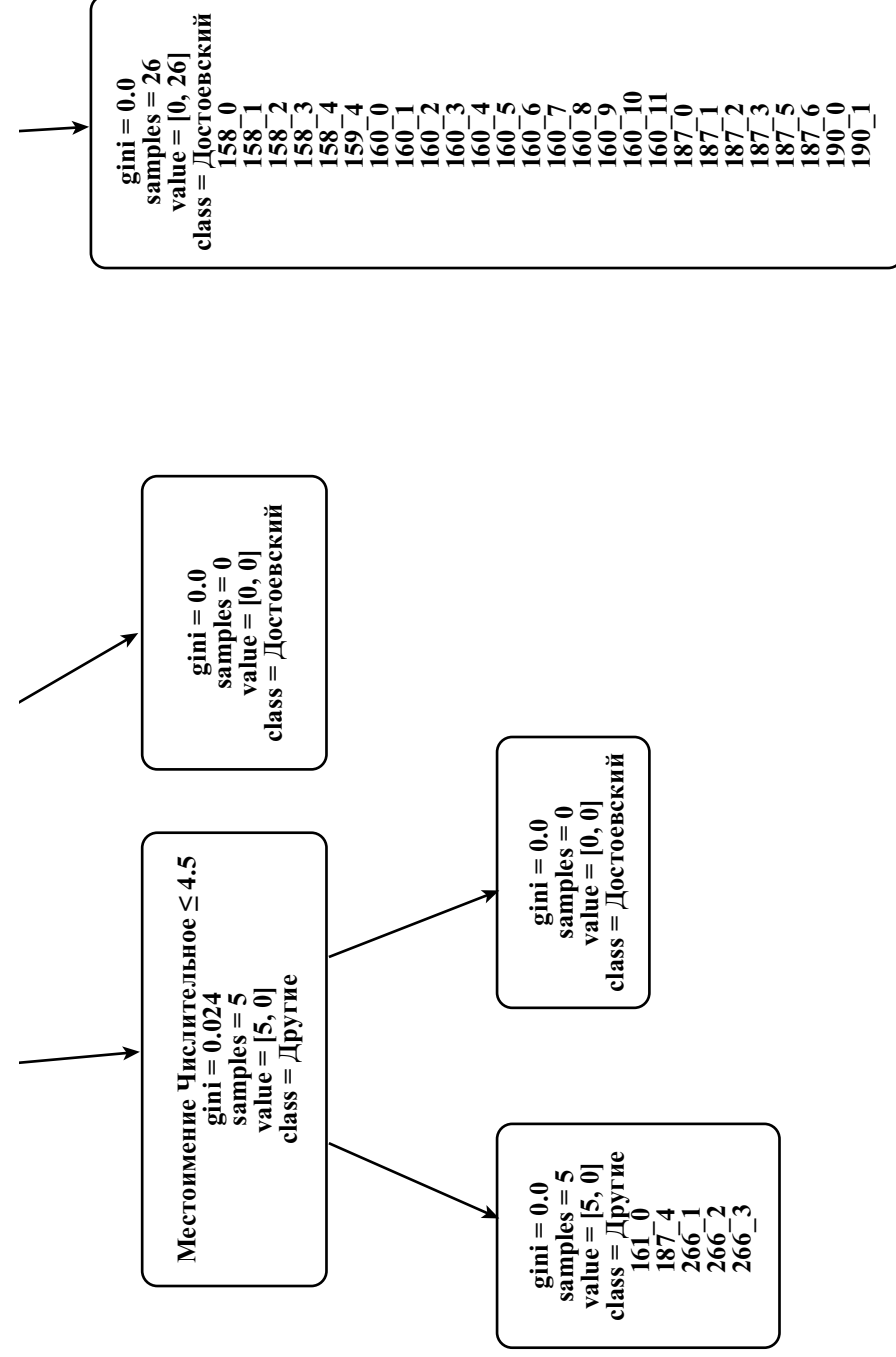 Местоимение Числительное ≤ 4.5
gini = 0.024
samples = 5
value = [5, 0]
class = Другие
gini = 0.0
samples = 0
value = [0, 0]
class = Достоевский
gini = 0.0
samples = 26
value = [0, 26]
class = Достоевский
158_0
158_1
158_2
158_3
158_4
159_4
160_0
160_1
160_2
160_3
160_4
160_5
160_6
160_7
160_8
160_9
160_10
160_11
187_0
187_1
187_2
187_3
187_5
187_6
190_0
190_1
gini = 0.0
samples = 5
value = [5, 0]
class = Другие
161_0
187_4
266_1
266_2
266_3
gini = 0.0
samples = 0
value = [0, 0]
class = Достоевский